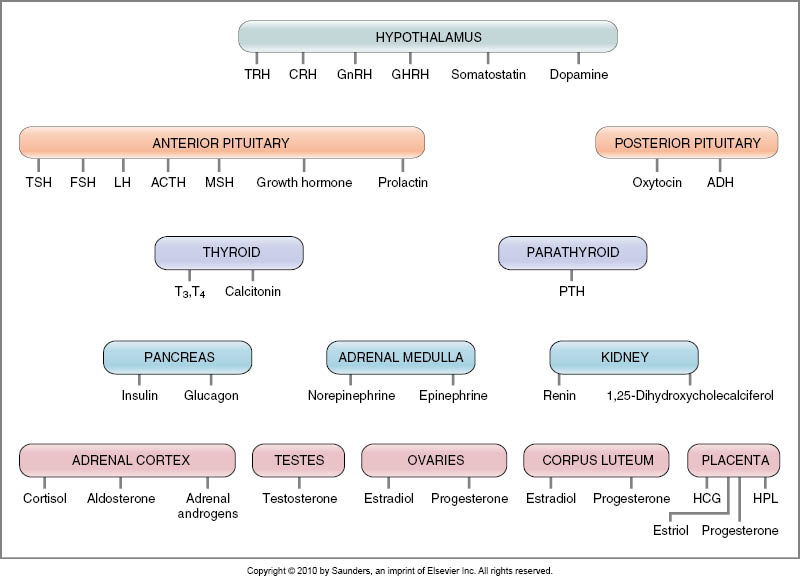 HYPOTHALAMUS
TRH CRH GnRH GHRH Somatostatin Dopamine
ANTERIOR PITUITARY POSTERIOR PITUITARY
TSH FSH LH ACTH MSH Growth hormone Prolactin Oxytocin ADH
THYROID PARATHYROID
T3,T4 Calcitonin PTH
PANCREAS ADRENAL MEDULLA KIDNEY
Insulin Glucagon Norepinephrine Epinephrine Renin 1,25-Dihydroxycholecalciferol
ADRENAL CORTEX TESTES OVARIES CORPUS LUTEUM PLACENTA
Cortisol Aldosterone Adrenal androgens Testosterone Estradiol Progesterone Estradiol Progesterone HCG HPL
Estriol Progesterone
Copyright © 2010 by Saunders, an imprint of Elsevier Inc. All rights reserved.